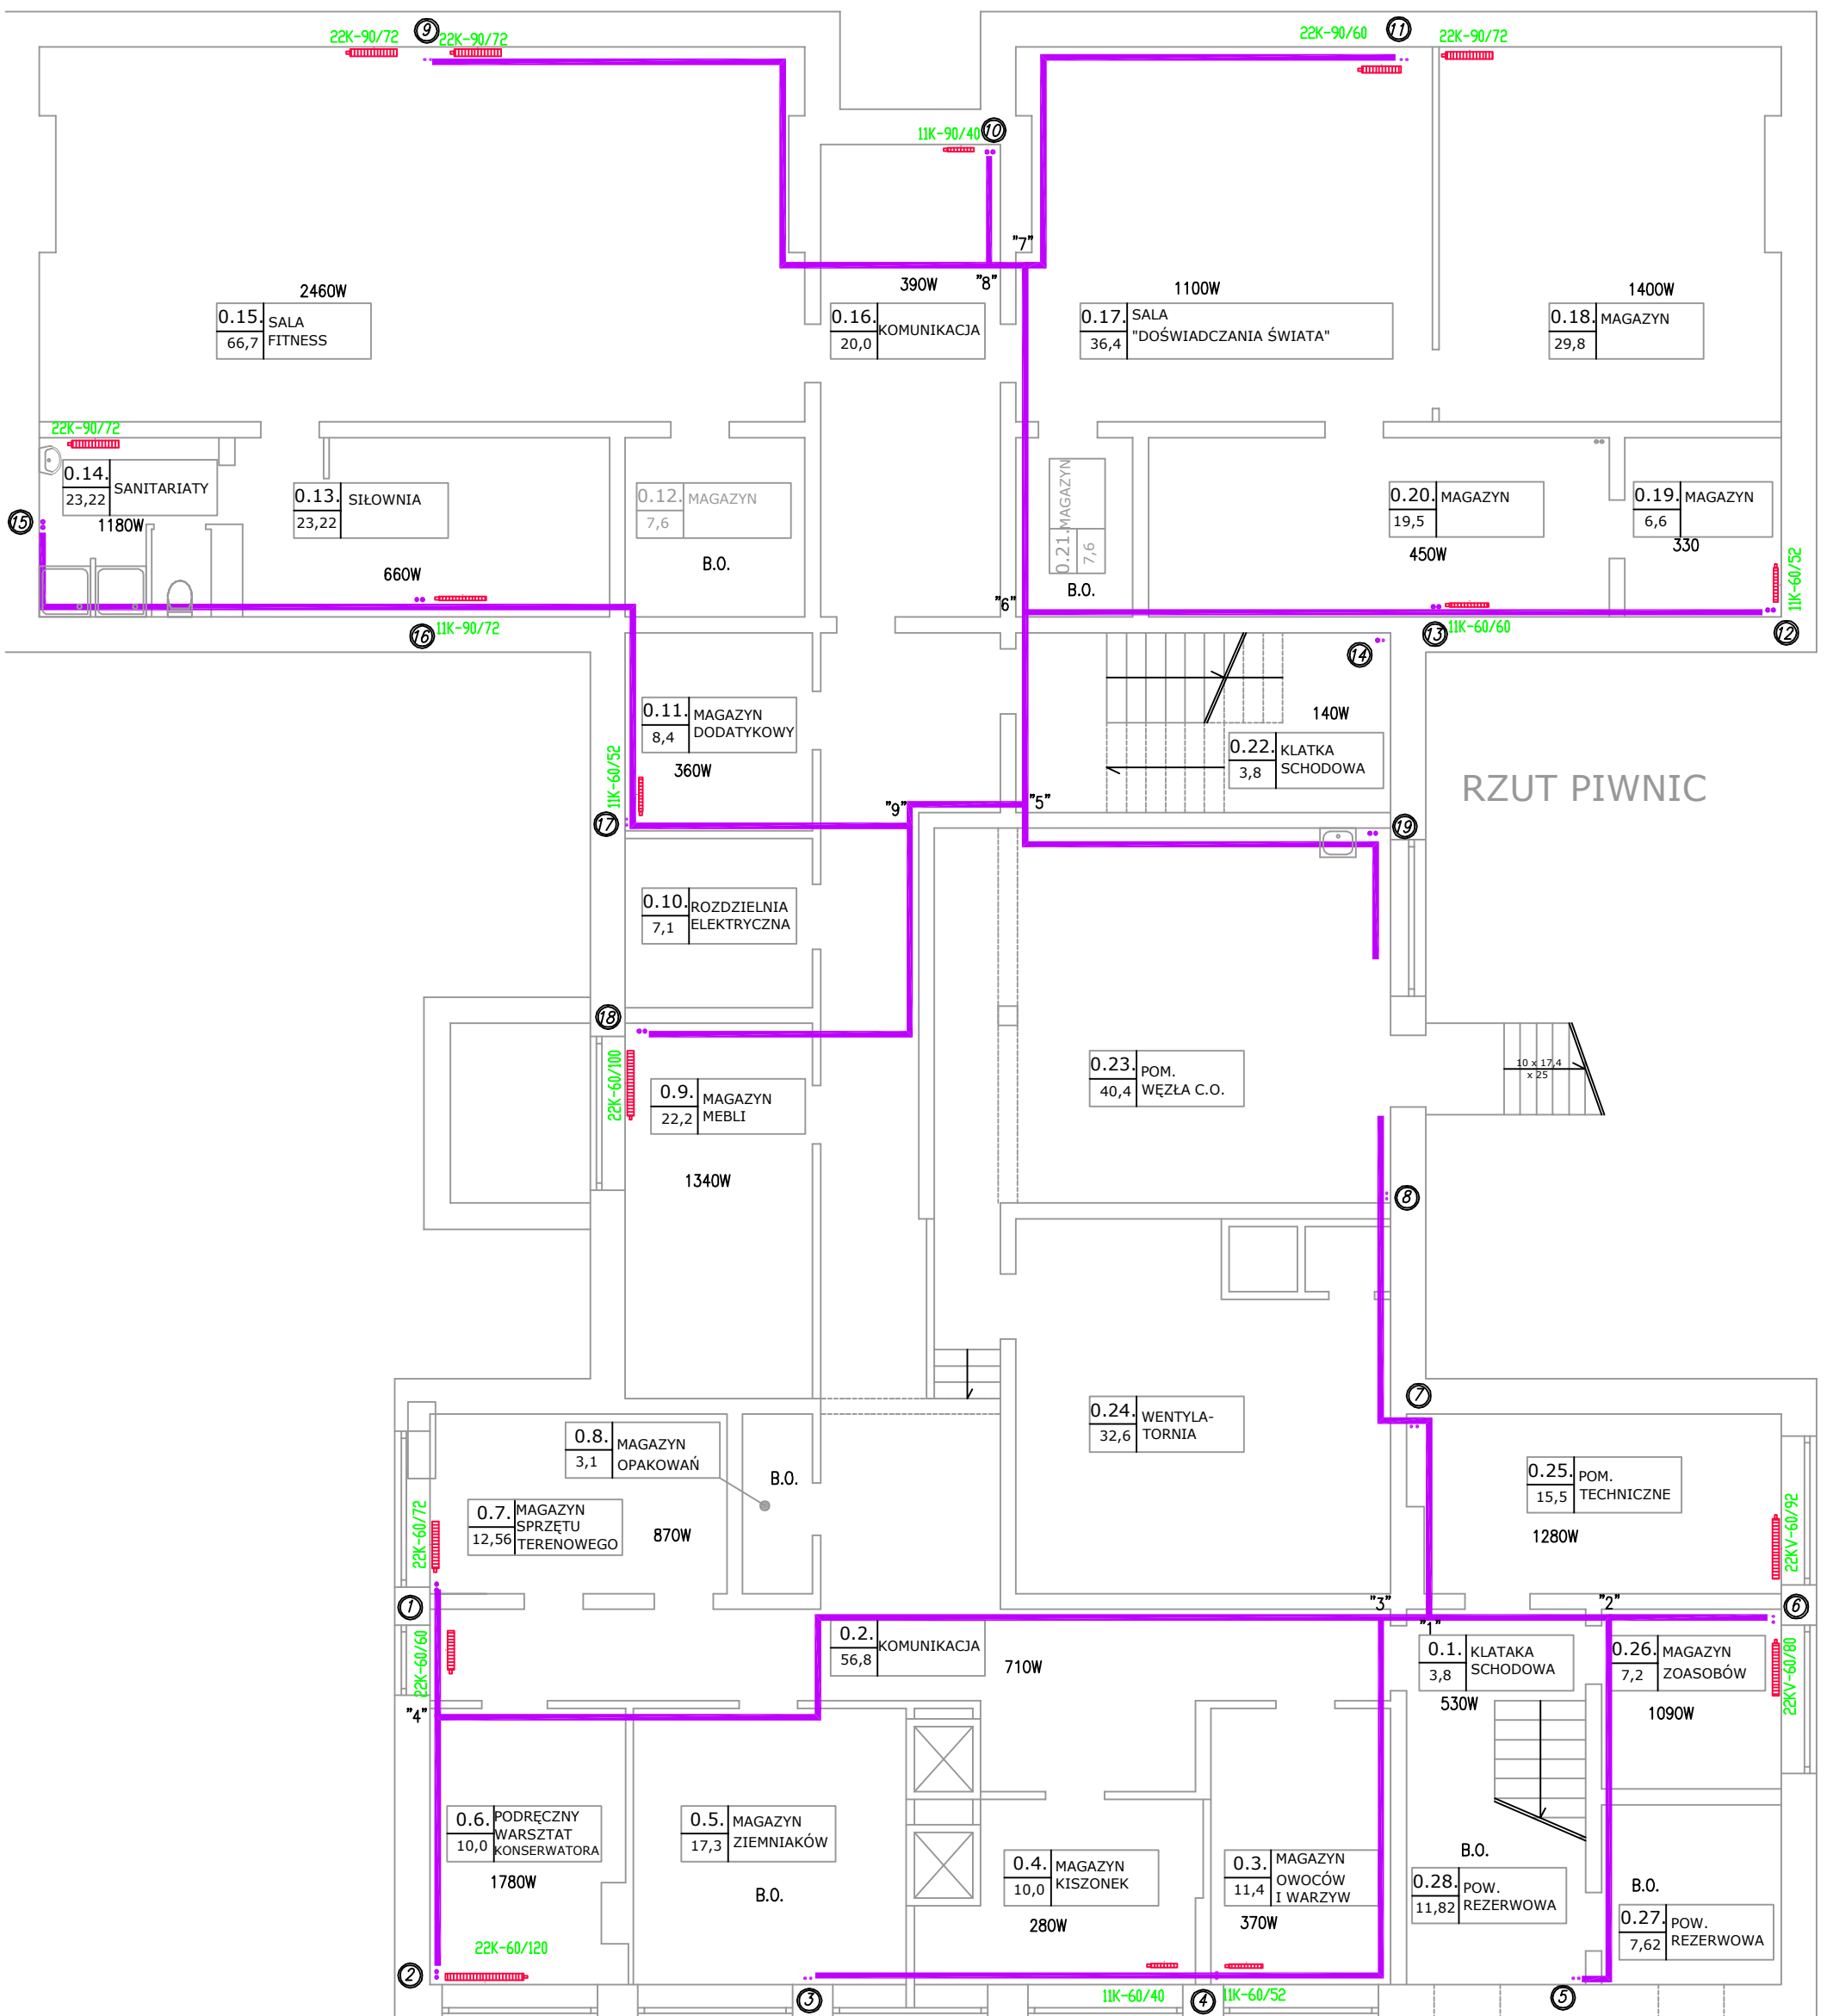 22K-90/72
9
22K-90/72
22K-90/60
11
22K-90/72
11K-90/40
10
"7"
"8"
2460W
0.15.
66,7
SALA
FITNESS
390W
0.16.
20,0
KOMUNIKACJA
1100W
0.17.
36,4
SALA
"DOŚWIADCZANIA ŚWIATA"
1400W
0.18.
29,8
MAGAZYN
22K-90/72
0.14.
23,22
SANITARIATY
1180W
15
0.13.
23,22
SIŁOWNIA
660W
0.12.
7,6
MAGAZYN
B.O.
0.21.
7,6
MAGAZYN
B.O.
0.20.
19,5
MAGAZYN
450W
0.19.
6,6
MAGAZYN
330
11K-60/52
16
11K-90/72
"6"
13
11K-60/60
12
14
0.11.
8,4
MAGAZYN
DODATYKOWY
360W
11K-60/52
17
140W
0.22.
3,8
KLATKA
SCHODOWA
RZUT PIWNIC
"9"
"5"
19
0.10.
7,1
ROZDZIELNIA
ELEKTRYCZNA
18
22K-60/100
0.9.
22,2
MAGAZYN
MEBLI
1340W
0.23.
40,4
POM.
WĘZŁA C.O.
10 x 17,4
x 25
8
7
0.8.
3,1
MAGAZYN
OPAKOWAŃ
B.O.
0.24.
32,6
WENTYLA-
TORNIA
0.25.
15,5
POM.
TECHNICZNE
1280W
22KV-60/92
22K-60/72
0.7.
12,56
MAGAZYN
SPRZĘTU
TERENOWEGO
870W
1
"3"
"1"
"2"
6
22K-60/60
0.2.
56,8
KOMUNIKACJA
710W
0.1.
3,8
KLATAKA
SCHODOWA
530W
0.26.
7,2
MAGAZYN
ZOASOBÓW
1090W
22KV-60/80
"4"
0.6.
10,0
PODRĘCZNY
WARSZTAT
KONSERWATORA
1780W
0.5.
17,3
MAGAZYN
ZIEMNIAKÓW
B.O.
0.4.
10,0
MAGAZYN
KISZONEK
280W
0.3.
11,4
MAGAZYN
OWOCÓW
I WARZYW
370W
B.O.
0.28.
11,82
POW.
REZERWOWA
B.O.
0.27.
7,62
POW.
REZERWOWA
22K-60/120
2
3
11K-60/40
4
11K-60/52
5